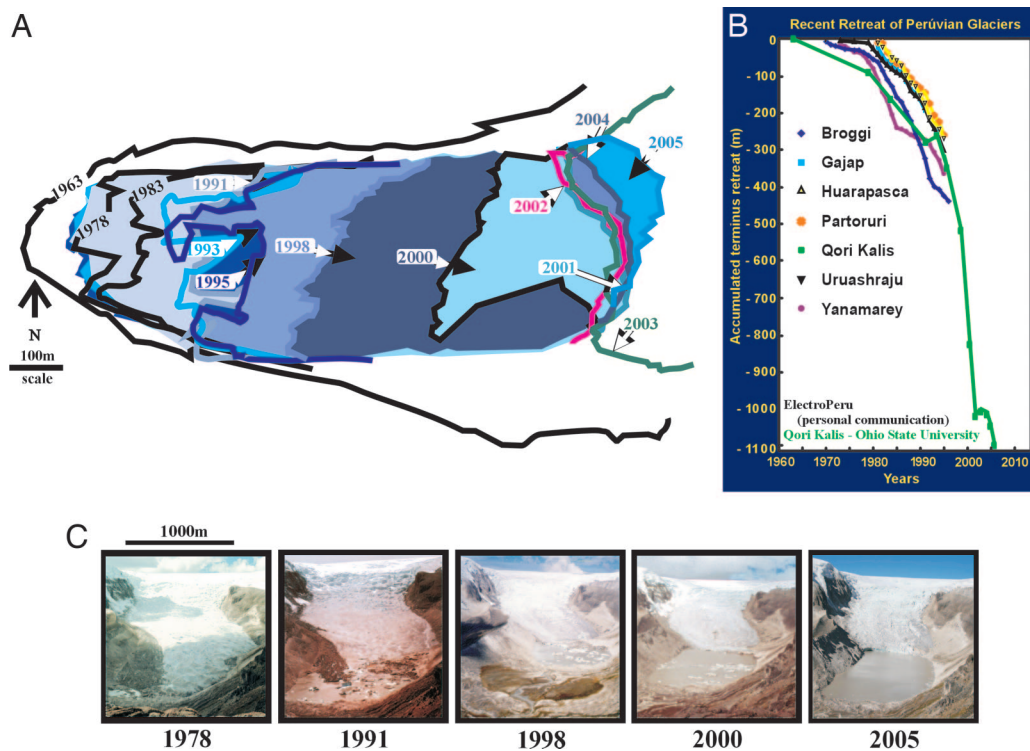 A
1963
1978
1983
1991
1993
1995
1998
2000
2002
2004
2005
2001
2003
N
100m
scale
B
Recent Retreat of Perúvian Glaciers
Accumulated terminus retreat (m)
0
- 100
- 200
- 300
- 400
- 500
- 600
- 700
- 800
- 900
- 1000
- 1100
Broggi
Gajap
Huarapasca
Partoruri
Qori Kalis
Uruashraju
Yanamarey
ElectroPeru
(personal communication)
Qori Kalis - Ohio State University
1960 1970 1980 1990 2000 2010
Years
C
1000m
1978 1991 1998 2000 2005